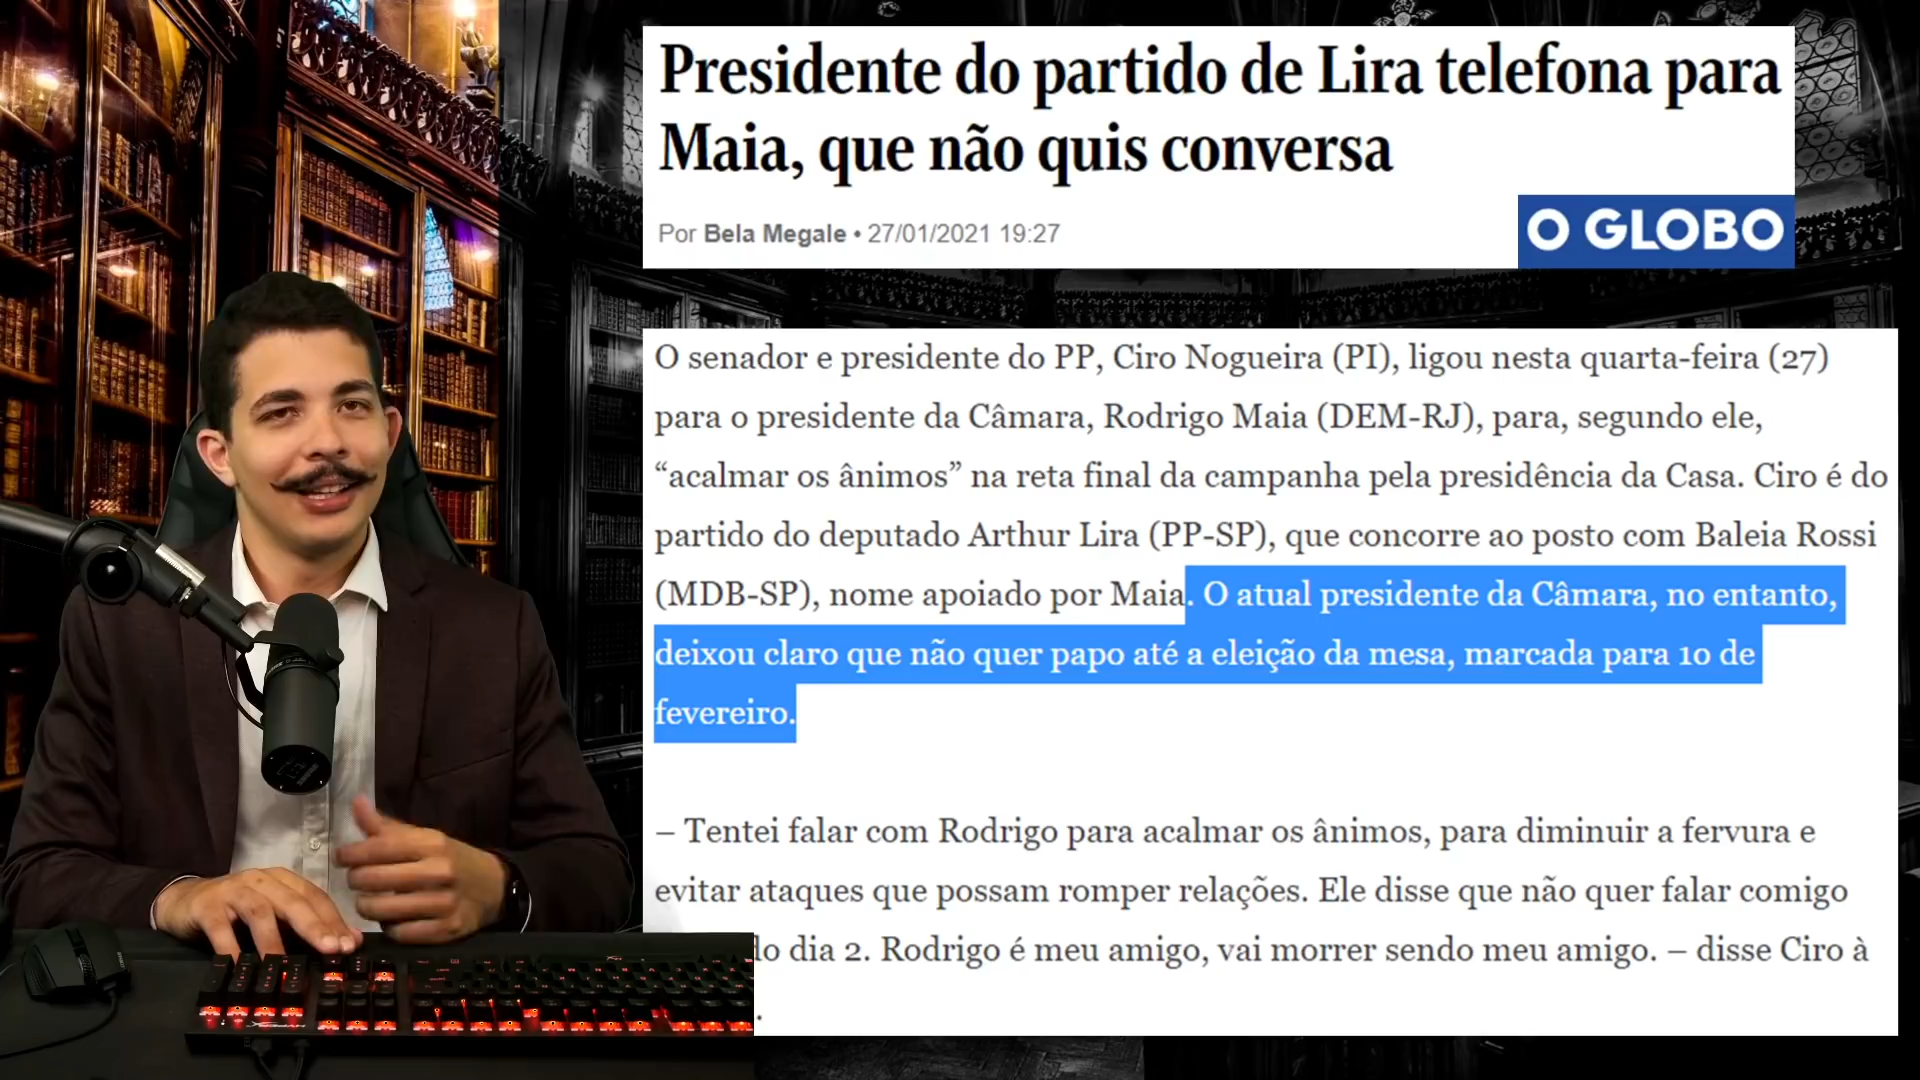 Presidente do partido de Lira telefona para
Maia, que não quis conversa
Por Bela Megale • 27/01/2021 19:27
O GLOBO
O senador e presidente do PP, Ciro Nogueira (PI), ligou nesta quarta-feira (27)
para o presidente da Câmara, Rodrigo Maia (DEM-RJ), para, segundo ele,
“acalmar os ânimos” na reta final da campanha pela presidência da Casa. Ciro é do
partido do deputado Arthur Lira (PP-SP), que concorre ao posto com Baleia Rossi
(MDB-SP), nome apoiado por Maia. O atual presidente da Câmara, no entanto,
deixou claro que não quer papo até a eleição da mesa, marcada para 1o de
fevereiro.
– Tentei falar com Rodrigo para acalmar os ânimos, para diminuir a fervura e
evitar ataques que possam romper relações. Ele disse que não quer falar comigo
dia 2. Rodrigo é meu amigo, vai morrer sendo meu amigo. – disse Ciro à